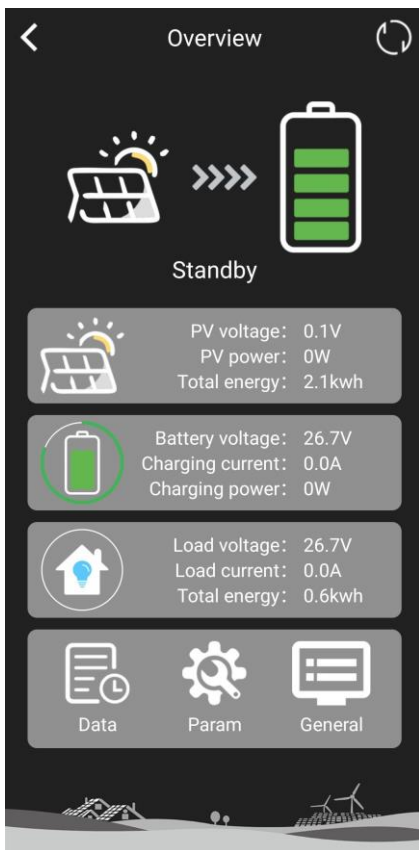 Overview
Standby
PV voltage： 0.1V
PV power： 0W
Total energy： 2.1kwh
Battery voltage： 26.7V
Charging current： 0.0A
Charging power： 0W
Load voltage： 26.7V
Load current： 0.0A
Total energy： 0.6kwh
Data Param General